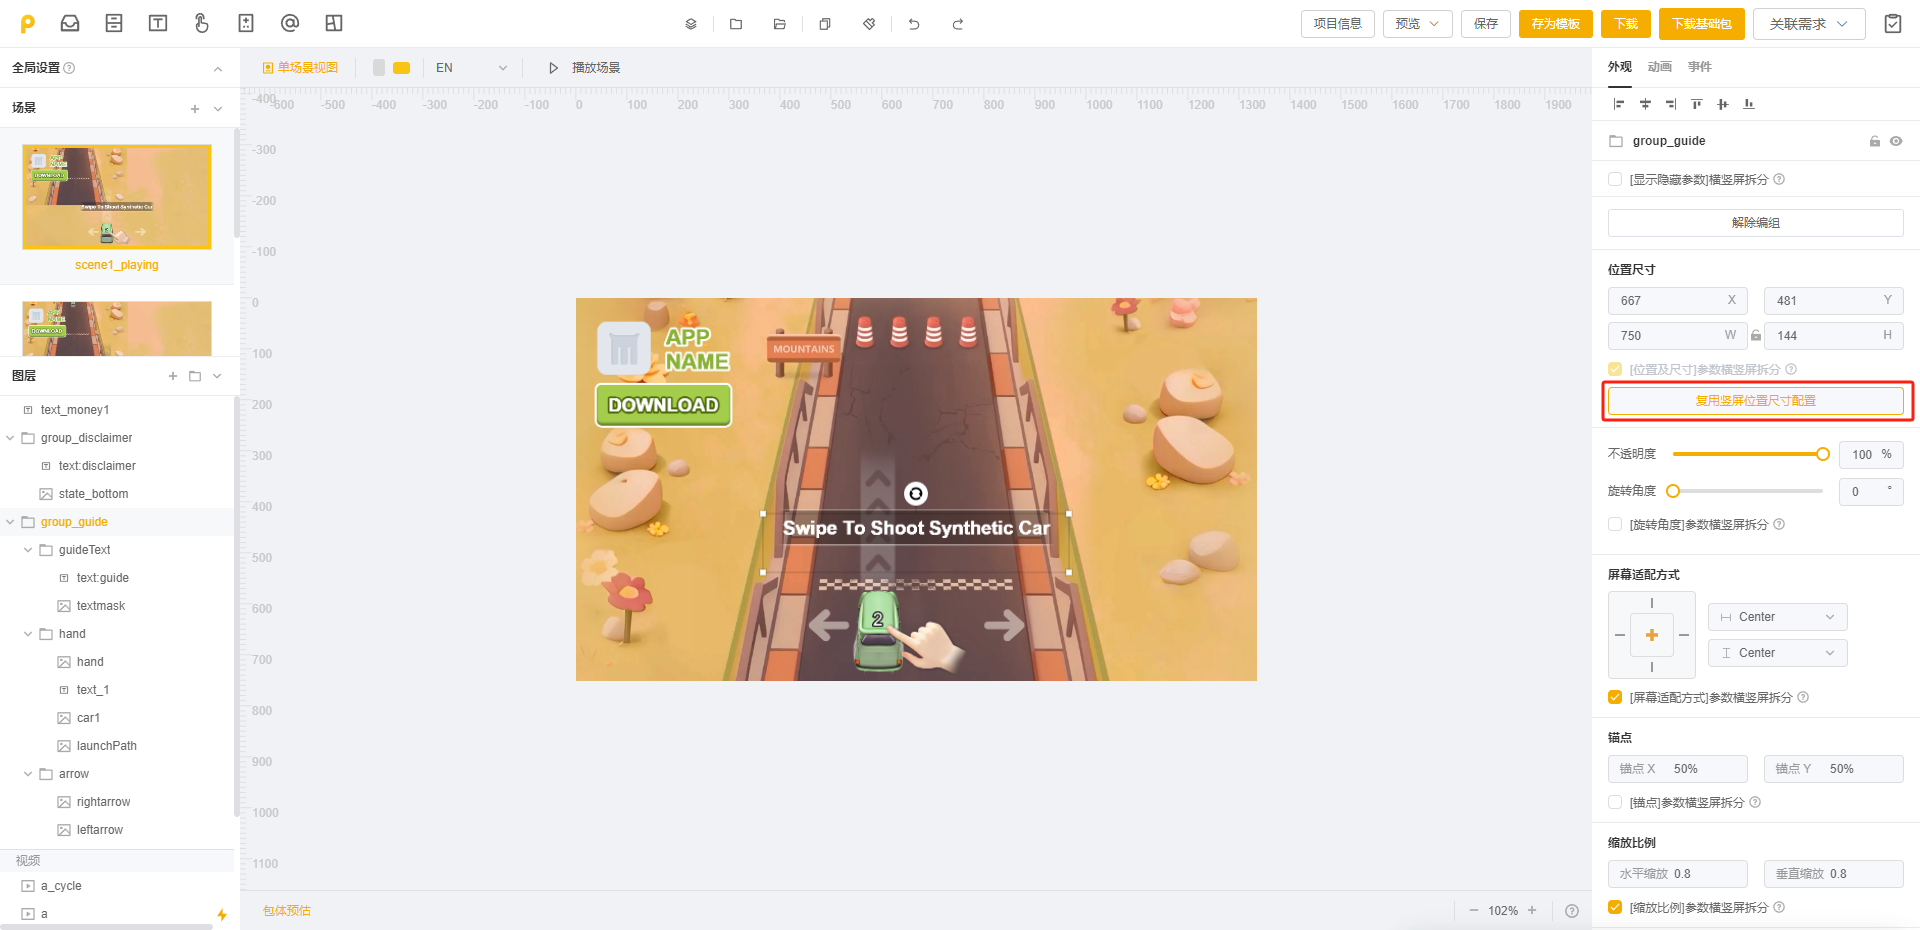 项目信息
预览
保存
存为模板
下载
下载基础包
关联需求
全局设置
单场景视图
EN
播放场景
外观 动画 事件
场景
-400
-600 -500 -400 -300 -200 -100 0 100 200 300 400 500 600 700 800 900 1000 1100 1200 1300 1400 1500 1600 1700 1800 1900
-300
-200
-100
0
100
200
300
400
500
600
700
800
900
1000
1100
APP
NAME
DOWNLOAD
Swipe To Shoot Synthetic Car
2
scene1_playing
APP
NAME
DOWNLOAD
图层
text_money1
group_disclaimer
text:disclaimer
state_bottom
group_guide
guideText
text:guide
textmask
hand
hand
text_1
car1
launchPath
arrow
rightarrow
leftarrow
视频
a_cycle
a
APP
NAME
DOWNLOAD
MOUNTAINS
Swipe To Shoot Synthetic Car
2
包体预估
102%
group_guide
[显示隐藏参数]横竖屏拆分
解除编组
位置尺寸
667 X 481 Y
750 W 144 H
[位置及尺寸]参数横竖屏拆分
复用竖屏位置尺寸配置
不透明度 100 %
旋转角度 0 °
[旋转角度]参数横竖屏拆分
屏幕适配方式
Center
Center
[屏幕适配方式]参数横竖屏拆分
锚点
锚点 X 50% 锚点 Y 50%
[锚点]参数横竖屏拆分
缩放比例
水平缩放 0.8 垂直缩放 0.8
[缩放比例]参数横竖屏拆分